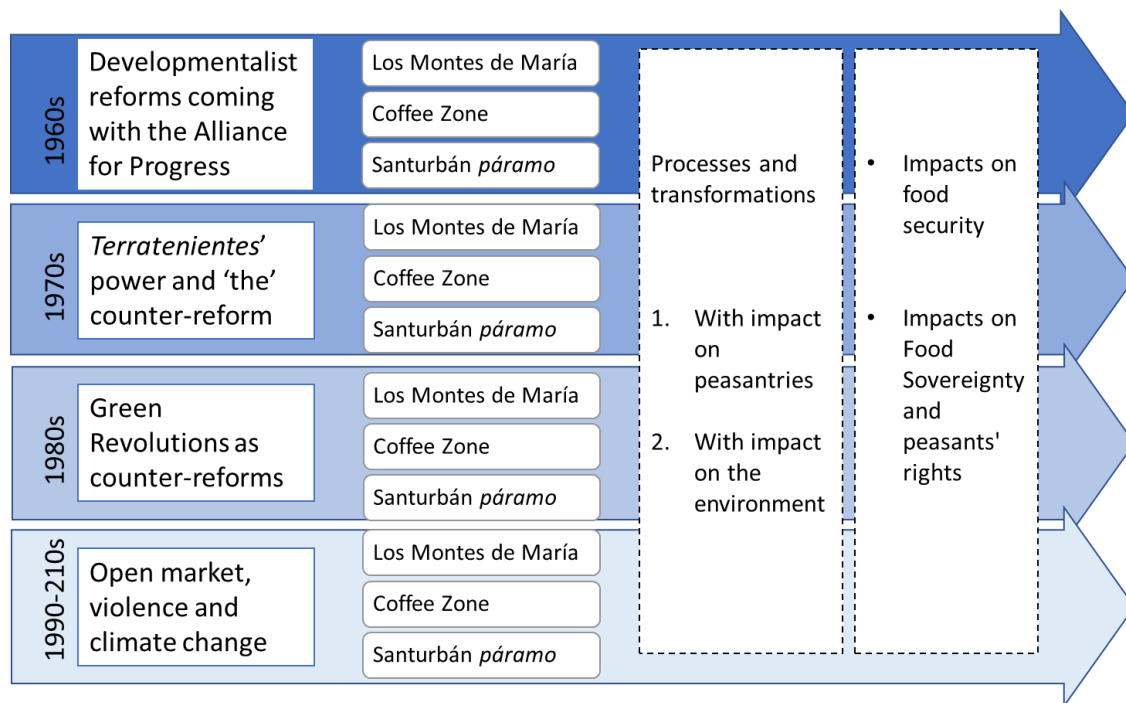 1960s
Developmentalist
reforms coming
with the Alliance
for Progress
Los Montes de María
Coffee Zone
Santurbán páramo
1970s
Terratenientes’
power and ‘the’
counter-reform
Los Montes de María
Coffee Zone
Santurbán páramo
1980s
Green
Revolutions as
counter-reforms
Los Montes de María
Coffee Zone
Santurbán páramo
1990-210s
Open market,
violence and
climate change
Los Montes de María
Coffee Zone
Santurbán páramo
Processes and
transformations
1. With impact
on
peasantries
2. With impact
on the
environment
• Impacts on
food
security
• Impacts on
Food
Sovereignty
and
peasants'
rights